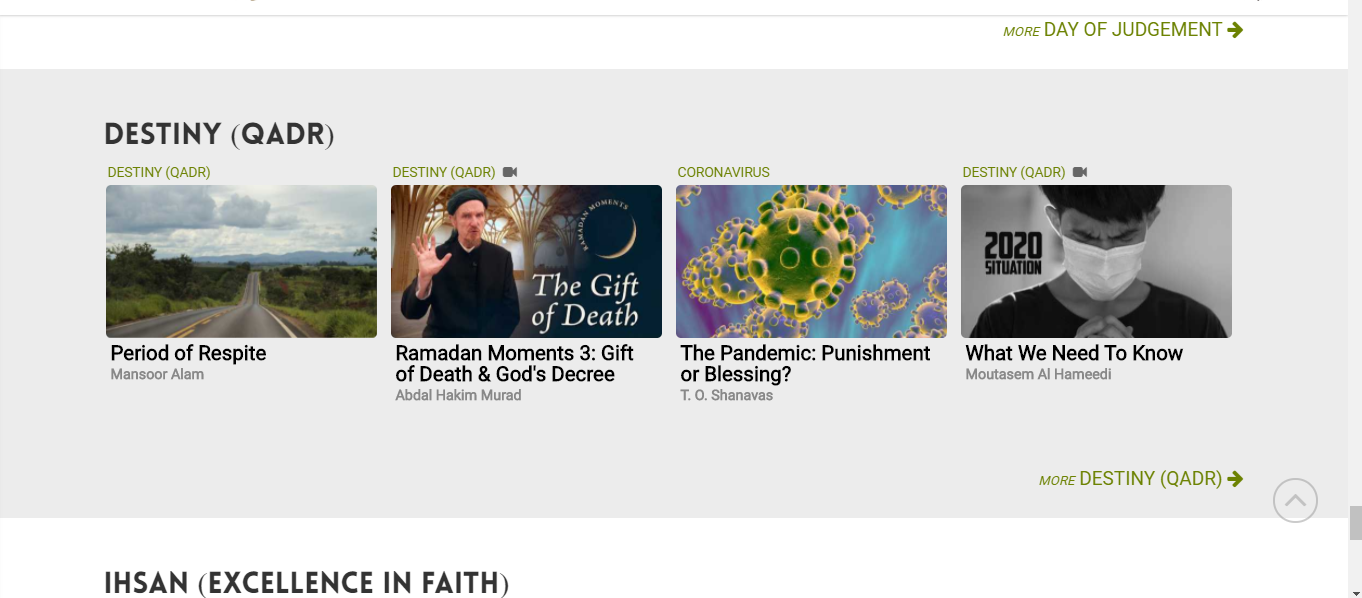 MORE DAY OF JUDGEMENT
DESTINY (QADR)
DESTINY (QADR)
RAMADAN MOMENTS
The Gift
of Death
Period of Respite
Mansoor Alam
DESTINY (QADR)
Ramadan Moments 3: Gift
of Death & God's Decree
Abdal Hakim Murad
CORONAVIRUS
The Pandemic: Punishment
or Blessing?
T. O. Shanavas
DESTINY (QADR)
2020
SITUATION
What We Need To Know
Moutasem Al Hameedi
MORE DESTINY (QADR)
IHSAN (EXCELLENCE IN FAITH)